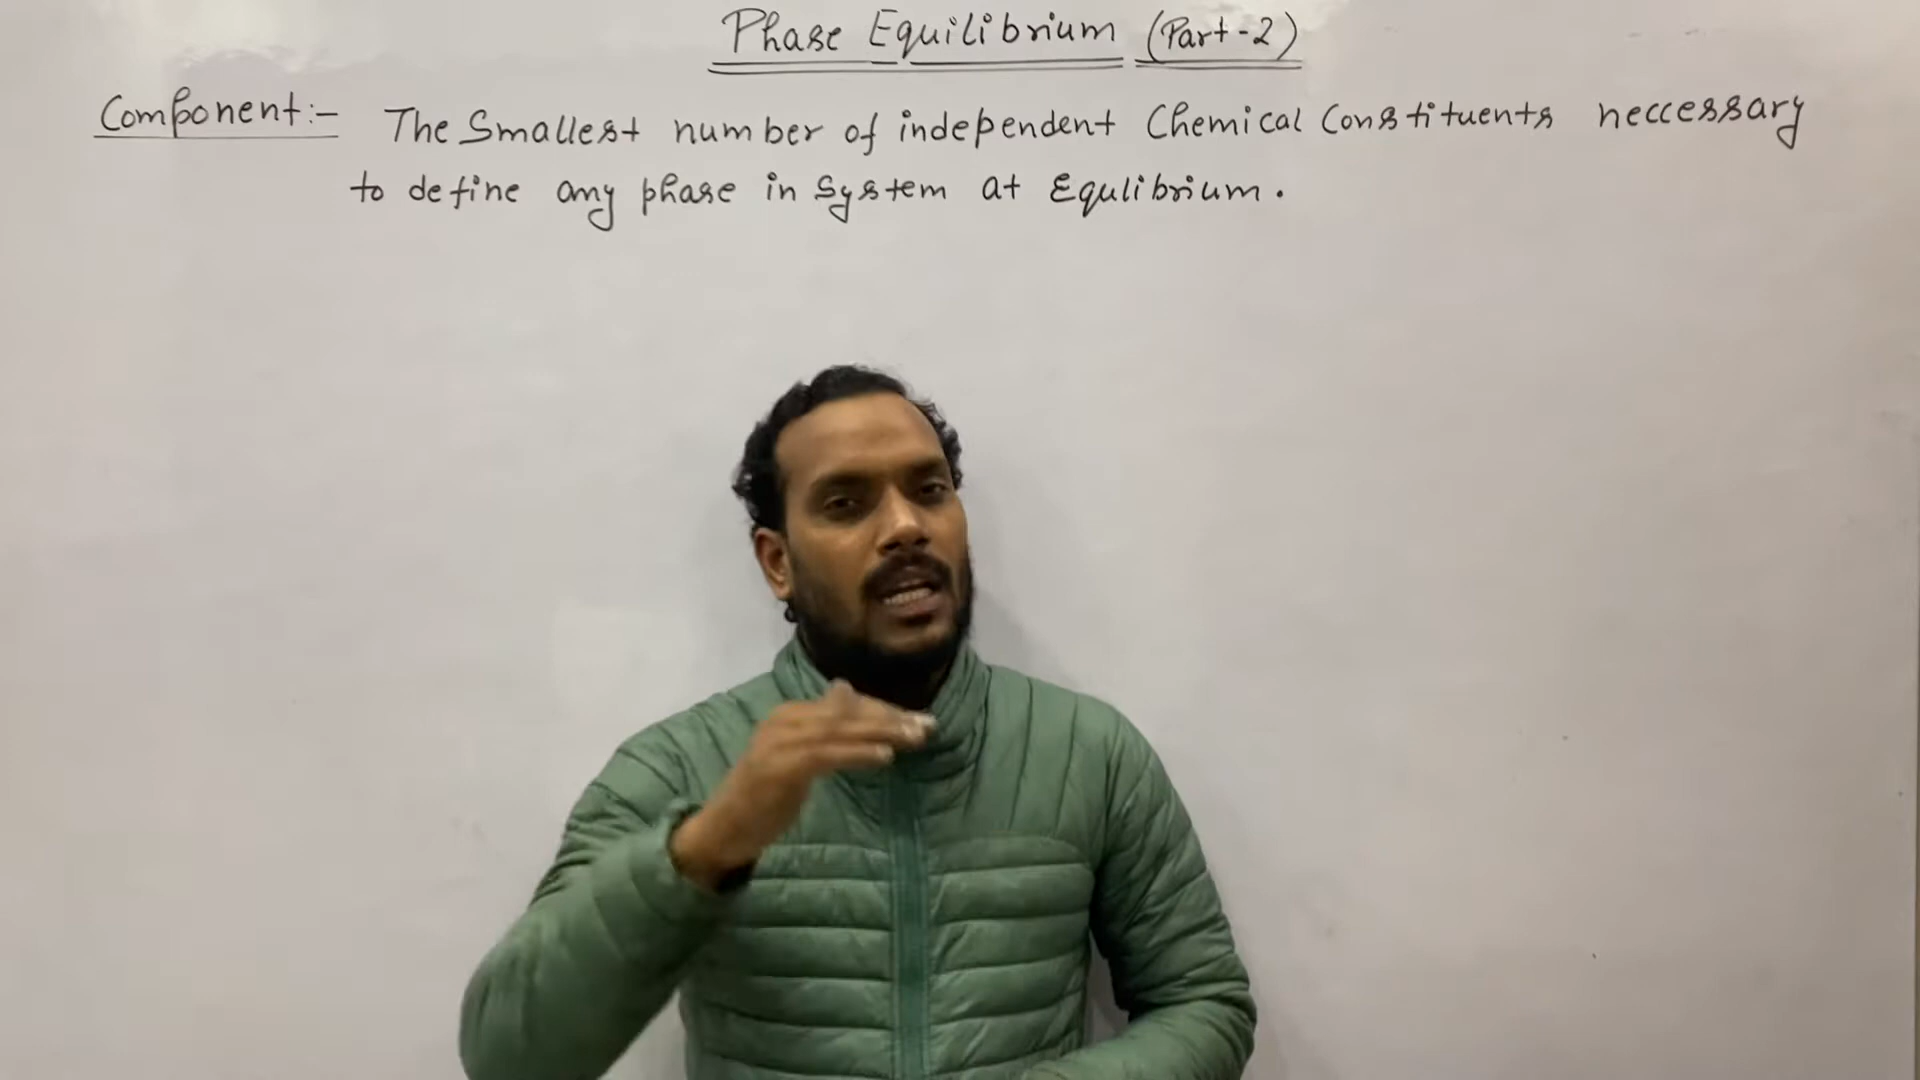 Phase Equilibrium (Part-2)
Component:- The Smallest number of independent Chemical Constituents neccessary
to define any phase in System at Equlibrium.